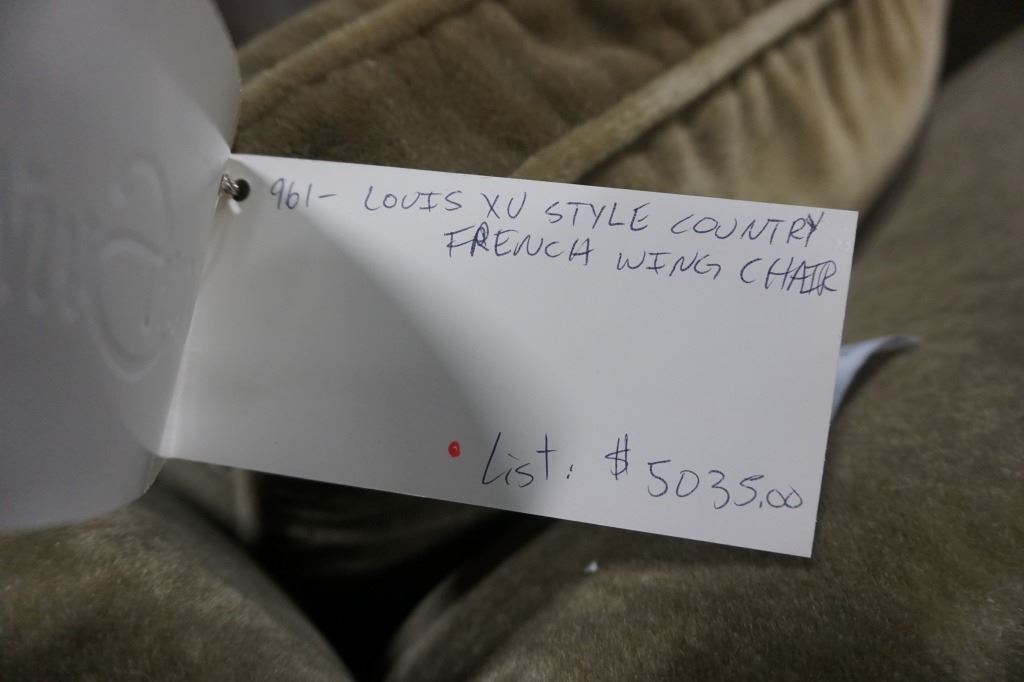 961- LOUIS XU STYLE COUNTRY
FRENCH WING CHAIR
List: $5035.00